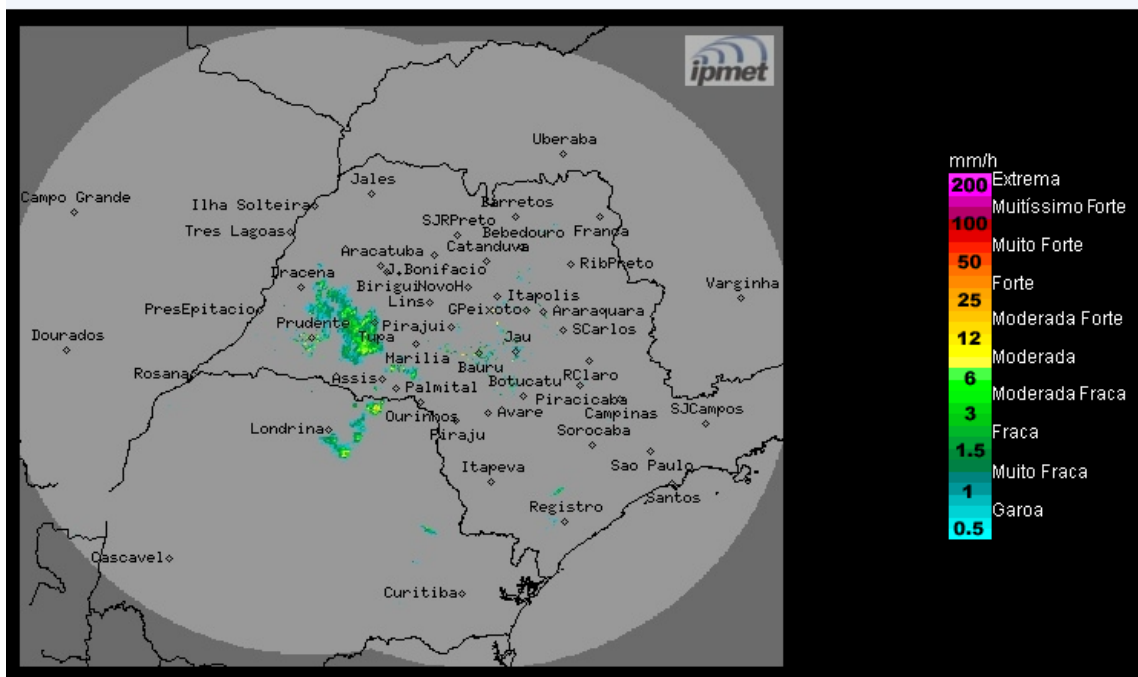 ipmet
Uberaba
Jales
Campo Grande
Ilha Solteira
Barretos
SJRPreto
Tres Lagoas
Bebedouro Franca
Aracatuba
Catanduva
Dracena
J.Bonifacio
RibPreto
Birigui
NovoH
Varginha
Lins
Itapolis
PresEpitacio
GPeixoto
Araraquara
Prudente
Pirajui
SCarlos
Dourados
Tupa
Jau
Marilia
Bauru
Rosana
Assis
Botucatu
RClaro
Palmital
Piracicaba
Ourinhos
Avare
Campinas
SJCampos
Londrina
Piraju
Sorocaba
Itapeva
Sao Paulo
Santos
Registro
Cascavel
Curitiba
mm/h
200 Extrema
Muitíssimo Forte
100
Muito Forte
50
Forte
25
Moderada Forte
12
Moderada
6
Moderada Fraca
3
Fraca
1.5
Muito Fraca
1
Garoa
0.5